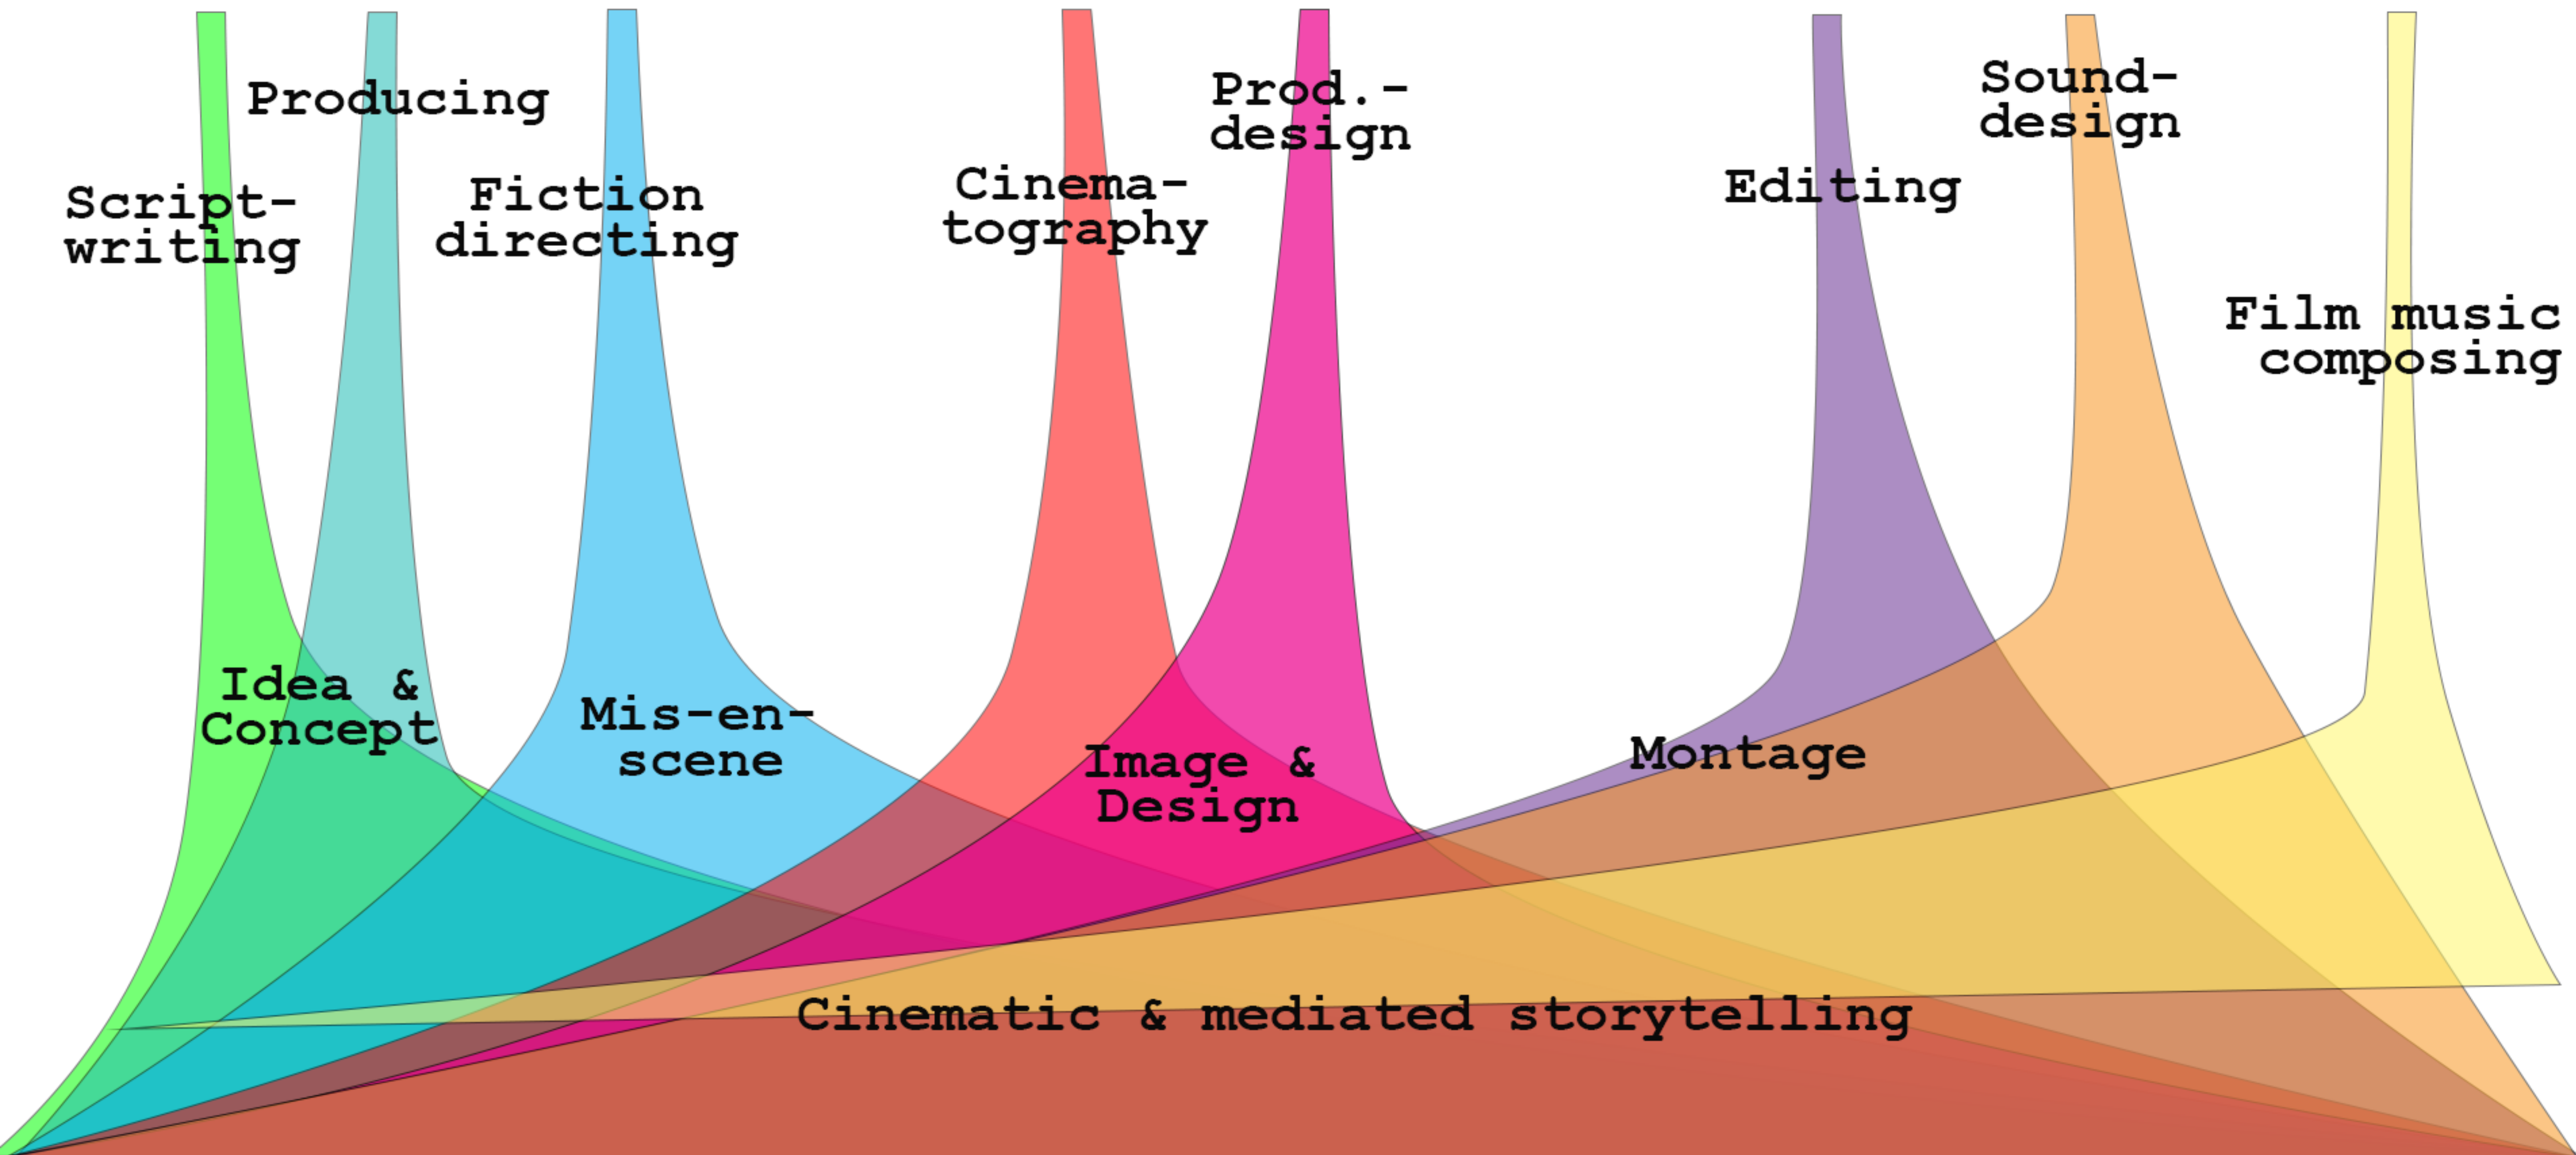 Producing
Script-
writing
Fiction
directing
Cinema-
tography
Prod.-
design
Editing
Sound-
design
Film music
composing
Idea &
Concept
Mis-en-
scene
Image &
Design
Montage
Cinematic & mediated storytelling